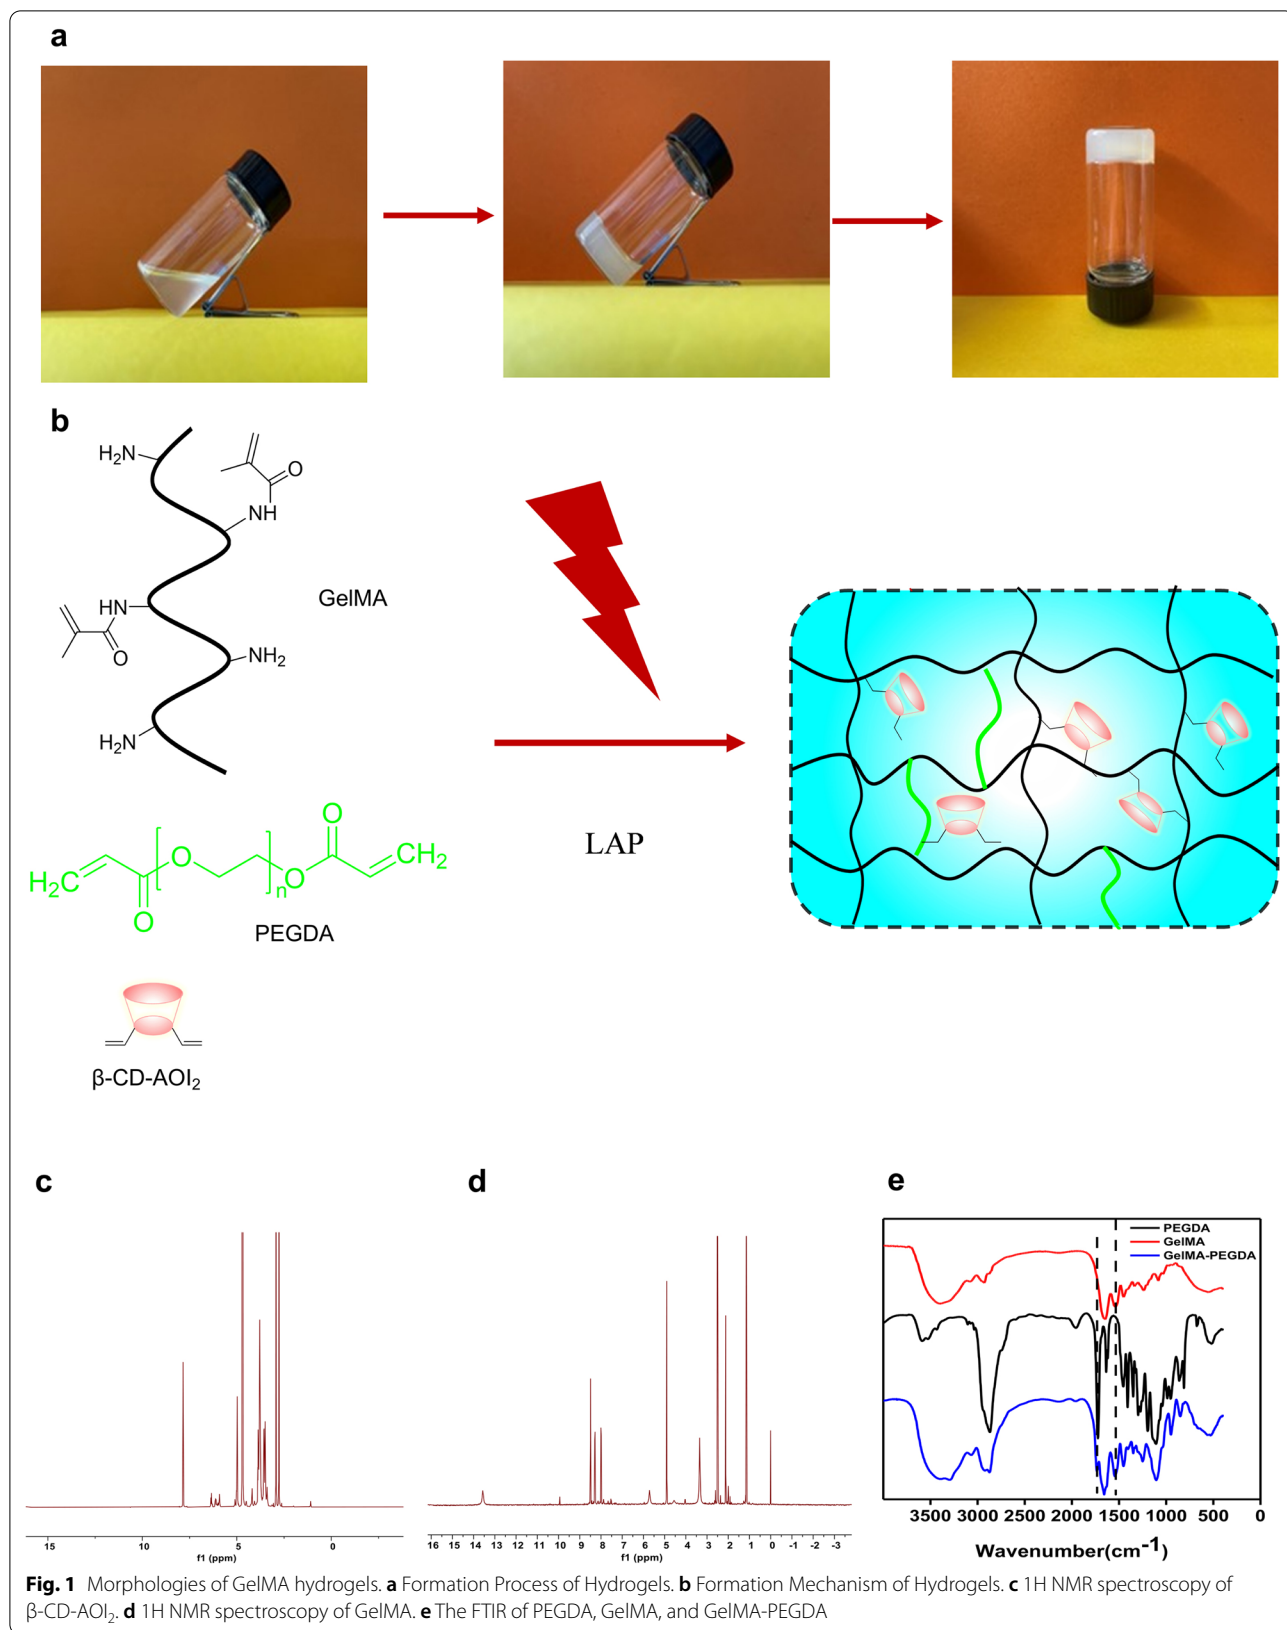 a
b
H₂N
O
NH
HN
O
NH₂
H₂N
GelMA
LAP
O
O
H₂C
O
n
O
CH₂
PEGDA
β-CD-AOI₂
c
15 10 5 0
f1 (ppm)
d
16 15 14 13 12 11 10 9 8 7 6 5 4 3 2 1 0 -1 -2 -3
f1 (ppm)
e
PEGDA
GelMA
GelMA-PEGDA
3500 3000 2500 2000 1500 1000 500 0
Wavenumber(cm⁻¹)
Fig. 1 Morphologies of GelMA hydrogels. a Formation Process of Hydrogels. b Formation Mechanism of Hydrogels. c 1H NMR spectroscopy of
β-CD-AOI₂. d 1H NMR spectroscopy of GelMA. e The FTIR of PEGDA, GelMA, and GelMA-PEGDA